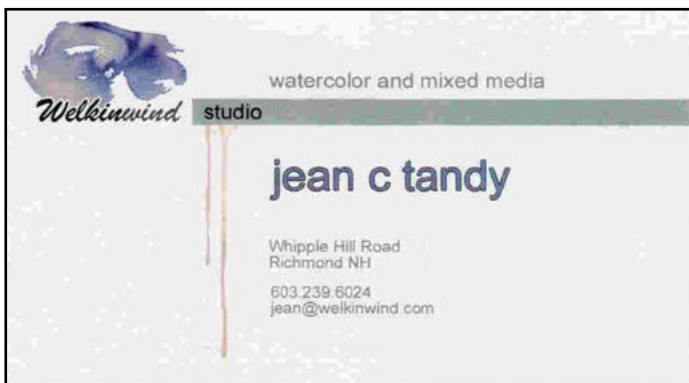 watercolor and mixed media
Welkinwind studio
jean c tandy
Whipple Hill Road
Richmond NH
603.239.6024
jean@welkinwind.com